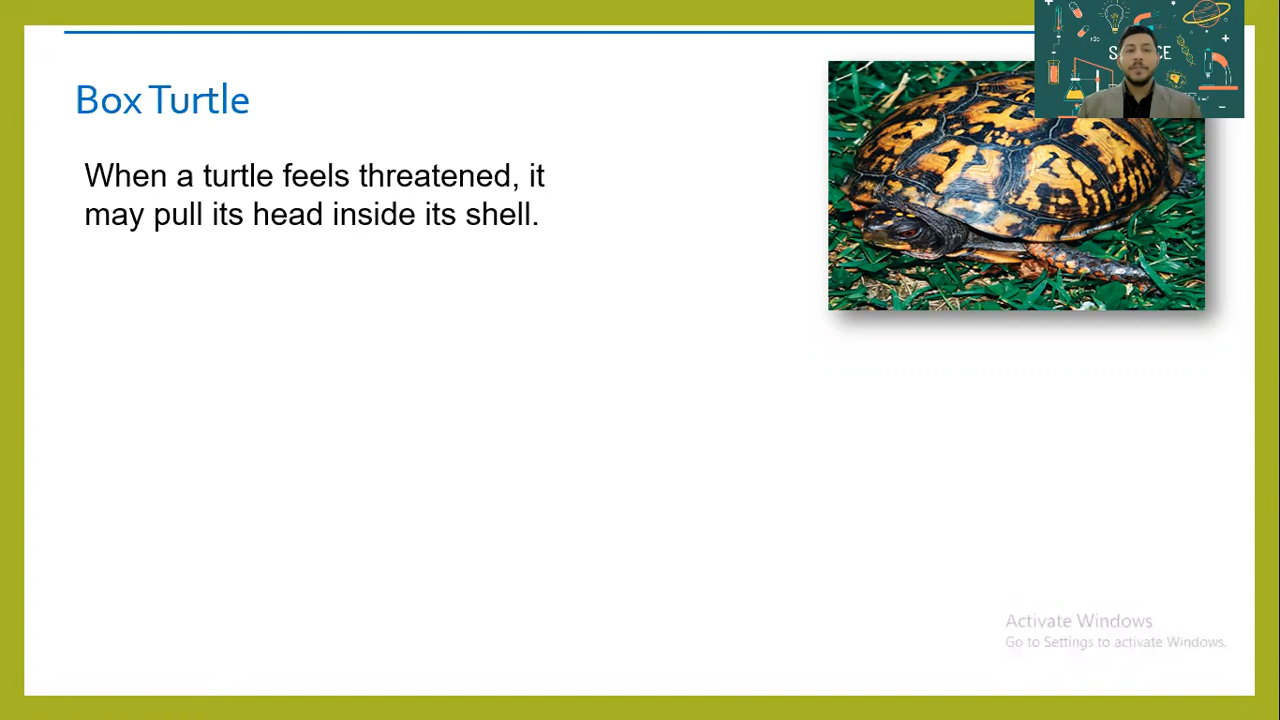 Box Turtle
When a turtle feels threatened, it
may pull its head inside its shell.
Activate Windows
Go to Settings to activate Windows.